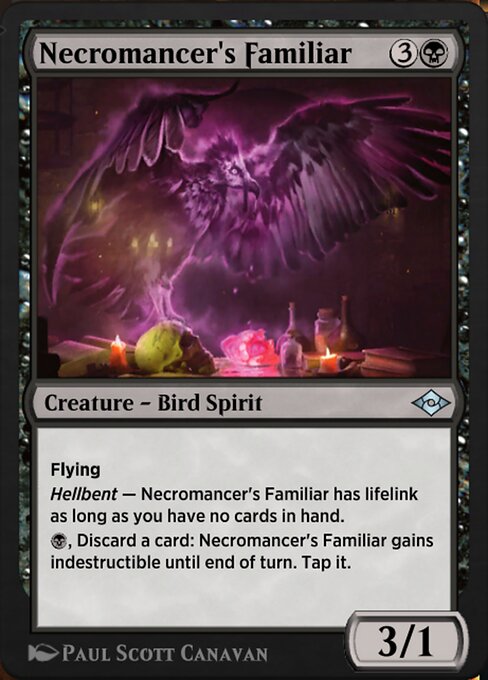 Necromancer's Familiar 3
Creature – Bird Spirit
Flying
Hellbent — Necromancer's Familiar has lifelink
as long as you have no cards in hand.
, Discard a card: Necromancer's Familiar gains
indestructible until end of turn. Tap it.
3/1
Paul Scott Canavan